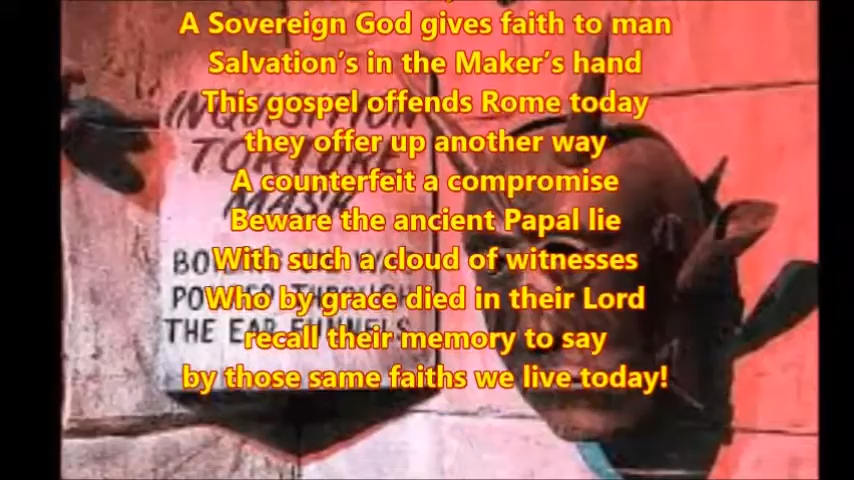 A Sovereign God gives faith to man
Salvation's in the Maker's hand
This gospel offends Rome today
they offer up another way
A counterfeit a compromise
Beware the ancient Papal lie
With such a cloud of witnesses
Who by grace died in their Lord
recall their memory to say
by those same faiths we live today!
INQUISITION
TORTURE
MASK
THE EAR FUNNELS